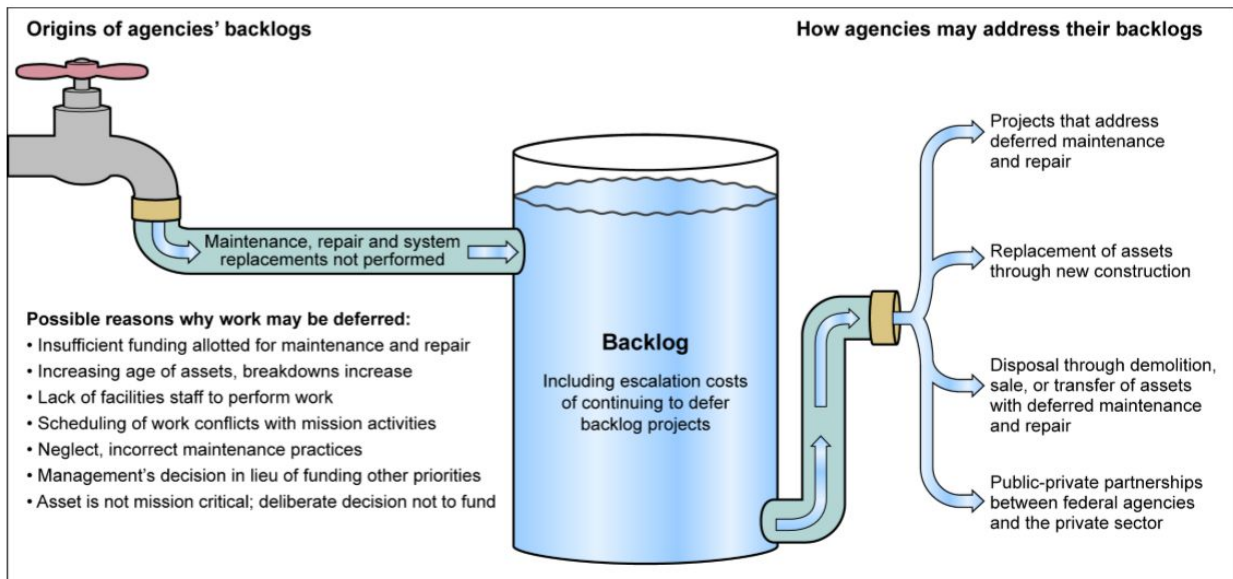 Origins of agencies' backlogs
How agencies may address their backlogs
Maintenance, repair and system
replacements not performed
Possible reasons why work may be deferred:
• Insufficient funding allotted for maintenance and repair
• Increasing age of assets, breakdowns increase
• Lack of facilities staff to perform work
• Scheduling of work conflicts with mission activities
• Neglect, incorrect maintenance practices
• Management's decision in lieu of funding other priorities
• Asset is not mission critical; deliberate decision not to fund
Backlog
Including escalation costs
of continuing to defer
backlog projects
Projects that address
deferred maintenance
and repair
Replacement of assets
through new construction
Disposal through demolition,
sale, or transfer of assets
with deferred maintenance
and repair
Public-private partnerships
between federal agencies
and the private sector